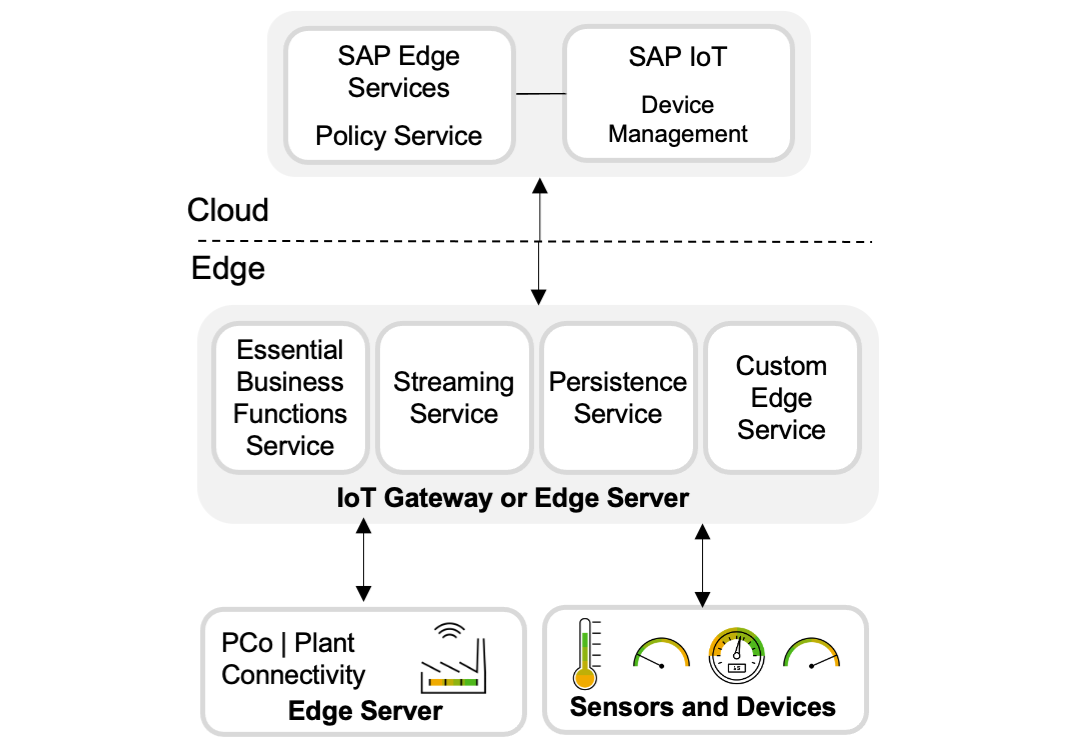 SAP Edge
Services
Policy Service
SAP IoT
Device
Management
Cloud
Edge
Essential
Business
Functions
Service
Streaming
Service
Persistence
Service
Custom
Edge
Service
IoT Gateway or Edge Server
PCo | Plant
Connectivity
Edge Server
Sensors and Devices